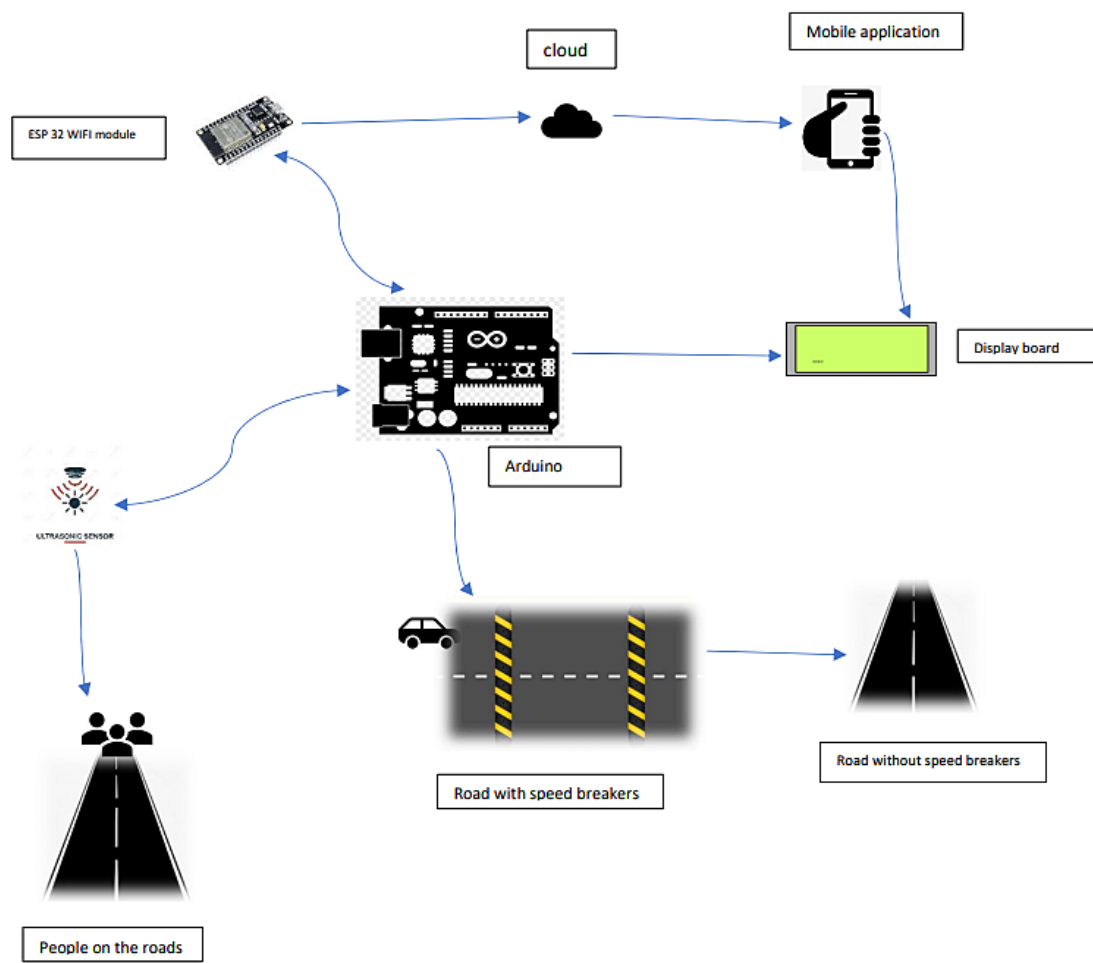 Mobile application
cloud
ESP 32 WIFI module
Display board
Arduino
ULTRASONIC SENSOR
Road without speed breakers
Road with speed breakers
People on the roads